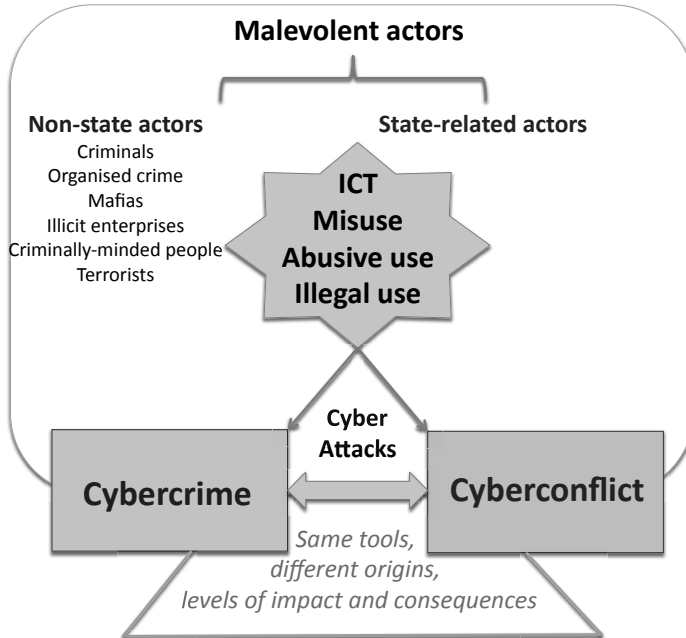 Malevolent actors
Non-state actors
Criminals
Organised crime
Mafias
Illicit enterprises
Criminally-minded people
Terrorists
State-related actors
ICT
Misuse
Abusive use
Illegal use
Cyber
Attacks
Cybercrime
Cyberconflict
Same tools,
different origins,
levels of impact and consequences